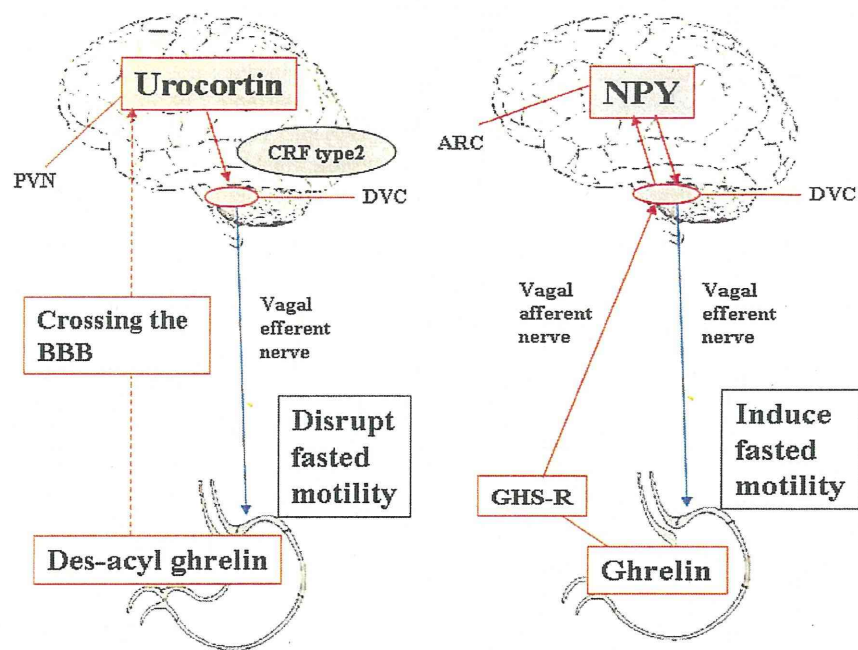 Urocortin
CRF type2
PVN
DVC
Crossing the
BBB
Vagal
efferent
nerve
Disrupt
fasted
motility
Des-acyl ghrelin
NPY
ARC
DVC
Vagal
afferent
nerve
Vagal
efferent
nerve
Induce
fasted
motility
GHS-R
Ghrelin